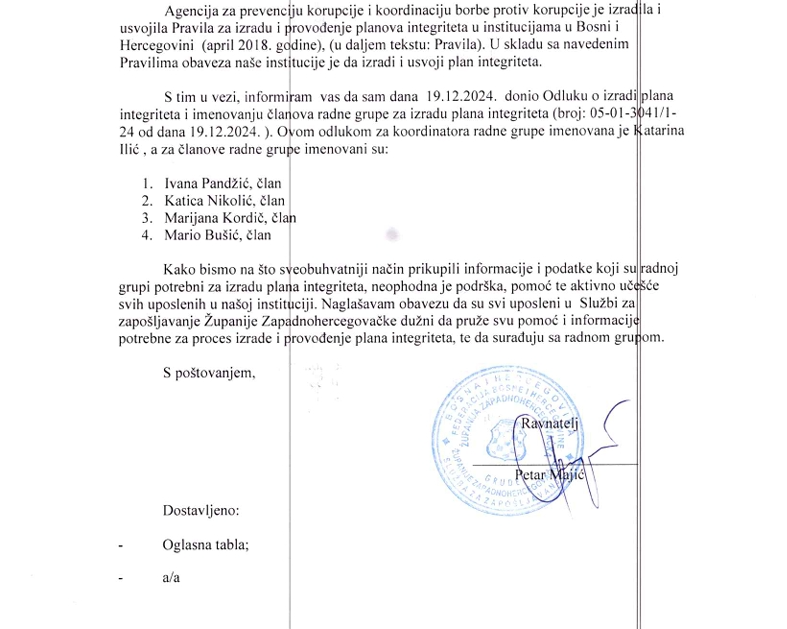 Agencija za prevenciju korupcije i koordinaciju borbe protiv korupcije je izradila i
usvojila Pravila za izradu i provođenje planova integriteta u institucijama u Bosni i
Hercegovini (april 2018. godine), (u daljem tekstu: Pravila). U skladu sa navedenim
Pravilima obaveza naše institucije je da izradi i usvoji plan integriteta.
S tim u vezi, informiram vas da sam dana 19.12.2024. donio Odluku o izradi plana
integriteta i imenovanju članova radne grupe za izradu plana integriteta (broj: 05-01-3041/1-
24 od dana 19.12.2024. ). Ovom odlukom za koordinatora radne grupe imenovana je Katarina
Ilić , a za članove radne grupe imenovani su:
1. Ivana Pandžić, član
2. Katica Nikolić, član
3. Marijana Kordič, član
4. Mario Bušić, član
Kako bismo na što sveobuhvatniji način prikupili informacije i podatke koji su radnoj
grupi potrebni za izradu plana integriteta, neophodna je podrška, pomoć te aktivno učešće
svih uposlenih u našoj instituciji. Naglašavam obavezu da su svi uposleni u Službi za
zapošljavanje Županije Zapadnohercegovačke dužni da pruže svu pomoć i informacije
potrebne za proces izrade i provođenje plana integriteta, te da surađuju sa radnom grupom.
S poštovanjem,
BOSNA I HERCEGOVINA
FEDERACIJA BOSNE I HERCEGOVINE
ŽUPANIJA ZAPADNOHERCEGOVAČKA
SLUŽBA ZA ZAPOŠLJAVANJE
ŽUPANIJE ZAPADNOHERCEGOVAČKE
GRUDE
Ravnatelj
Petar Majić
Dostavljeno:
- Oglasna tabla;
- a/a